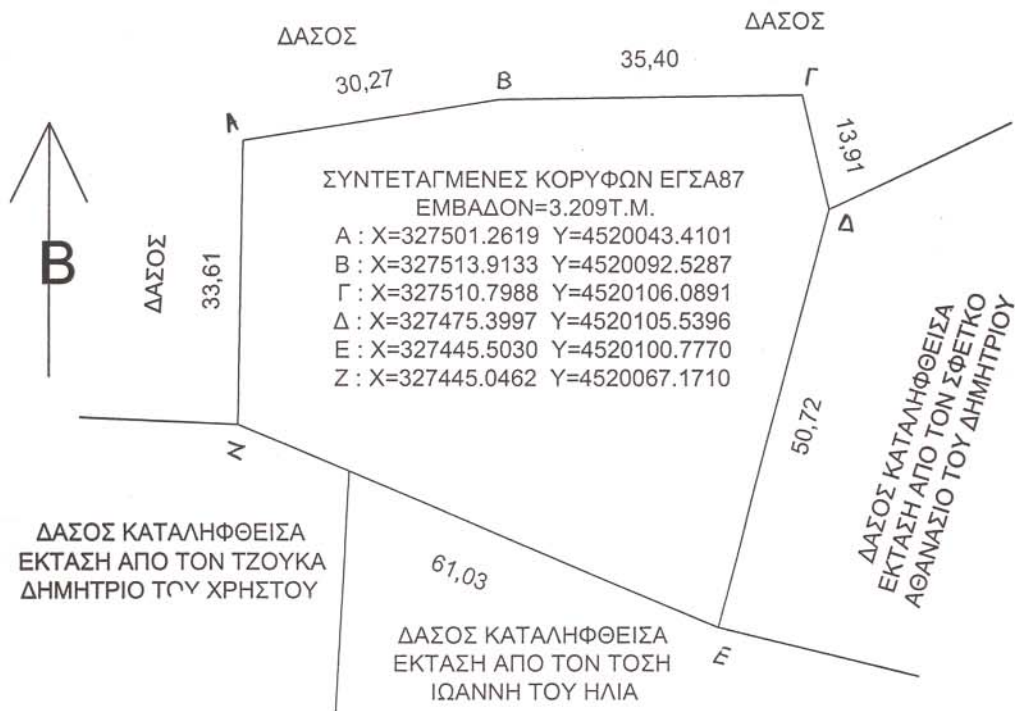 ΔΑΣΟΣ
ΔΑΣΟΣ
30,27
Β
35,40
Γ
Α
13,91
ΣΥΝΤΕΤΑΓΜΕΝΕΣ ΚΟΡΥΦΩΝ ΕΓΣΑ87
ΕΜΒΑΔΟΝ=3.209Τ.Μ.
Α : Χ=327501.2619 Υ=4520043.4101
Β : Χ=327513.9133 Υ=4520092.5287
Γ : Χ=327510.7988 Υ=4520106.0891
Δ : Χ=327475.3997 Υ=4520105.5396
Ε : Χ=327445.5030 Υ=4520100.7770
Ζ : Χ=327445.0462 Υ=4520067.1710
Δ
Β
ΔΑΣΟΣ
33,61
50,72
ΔΑΣΟΣ ΚΑΤΑΛΗΦΘΕΙΣΑ
ΕΚΤΑΣΗ ΑΠΟ ΤΟΝ ΣΦΕΤΚΟ
ΑΘΑΝΑΣΙΟ ΤΟΥ ΔΗΜΗΤΡΙΟΥ
Ζ
ΔΑΣΟΣ ΚΑΤΑΛΗΦΘΕΙΣΑ
ΕΚΤΑΣΗ ΑΠΟ ΤΟΝ ΤΖΟΥΚΑ
ΔΗΜΗΤΡΙΟ ΤΟΥ ΧΡΗΣΤΟΥ
61,03
ΔΑΣΟΣ ΚΑΤΑΛΗΦΘΕΙΣΑ
ΕΚΤΑΣΗ ΑΠΟ ΤΟΝ ΤΟΣΗ
ΙΩΑΝΝΗ ΤΟΥ ΗΛΙΑ
Ε